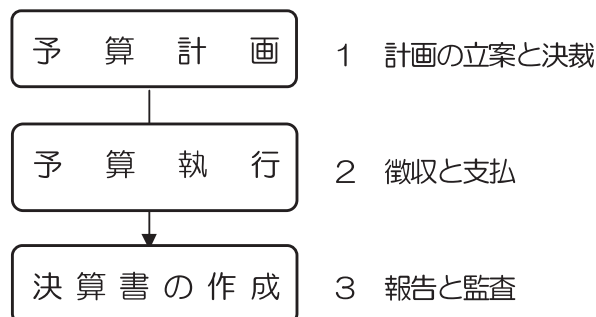 予算計画
1 計画の立案と決裁
予算執行
2 徴収と支払
決算書の作成
3 報告と監査